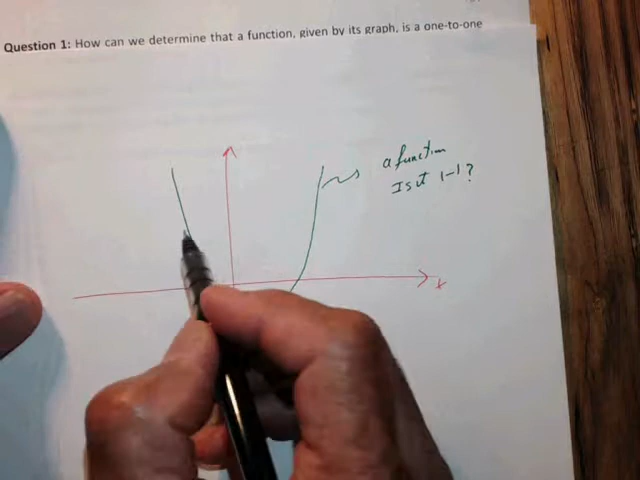 Question 1: How can we determine that a function, given by its graph, is a one-to-one
a function
Is it 1-1?
x